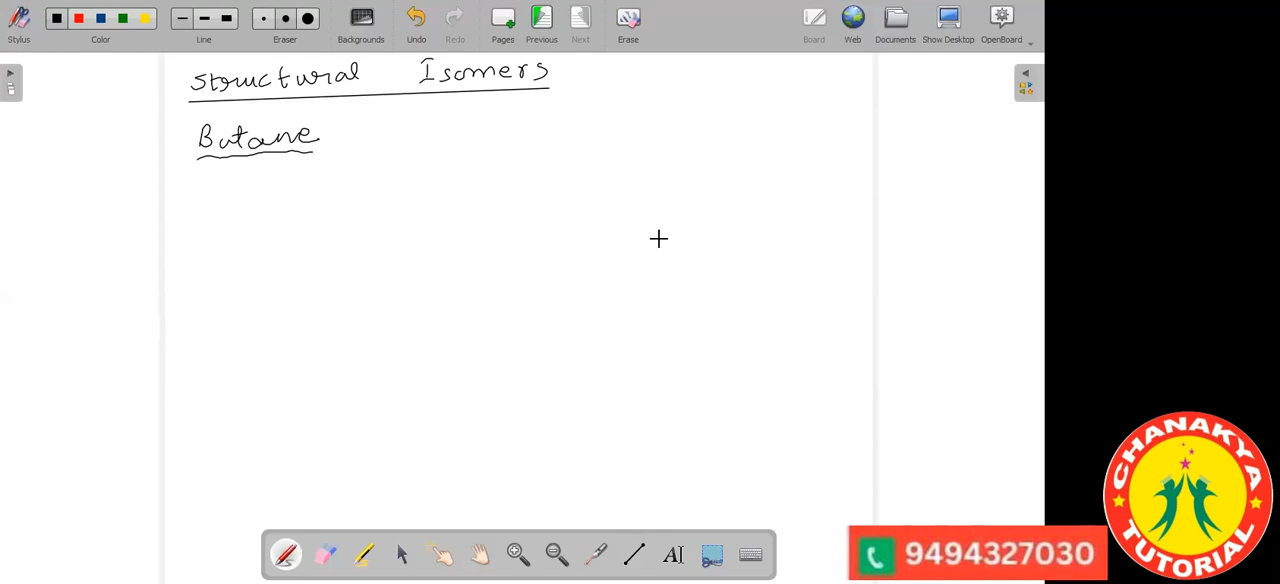 Stylus Color Line Eraser Backgrounds Undo Redo Pages Previous Next Erase Board Web Documents Show Desktop OpenBoard
Structural Isomers
Butane
AI
CHANAKYA
TUTORIAL
9494327030